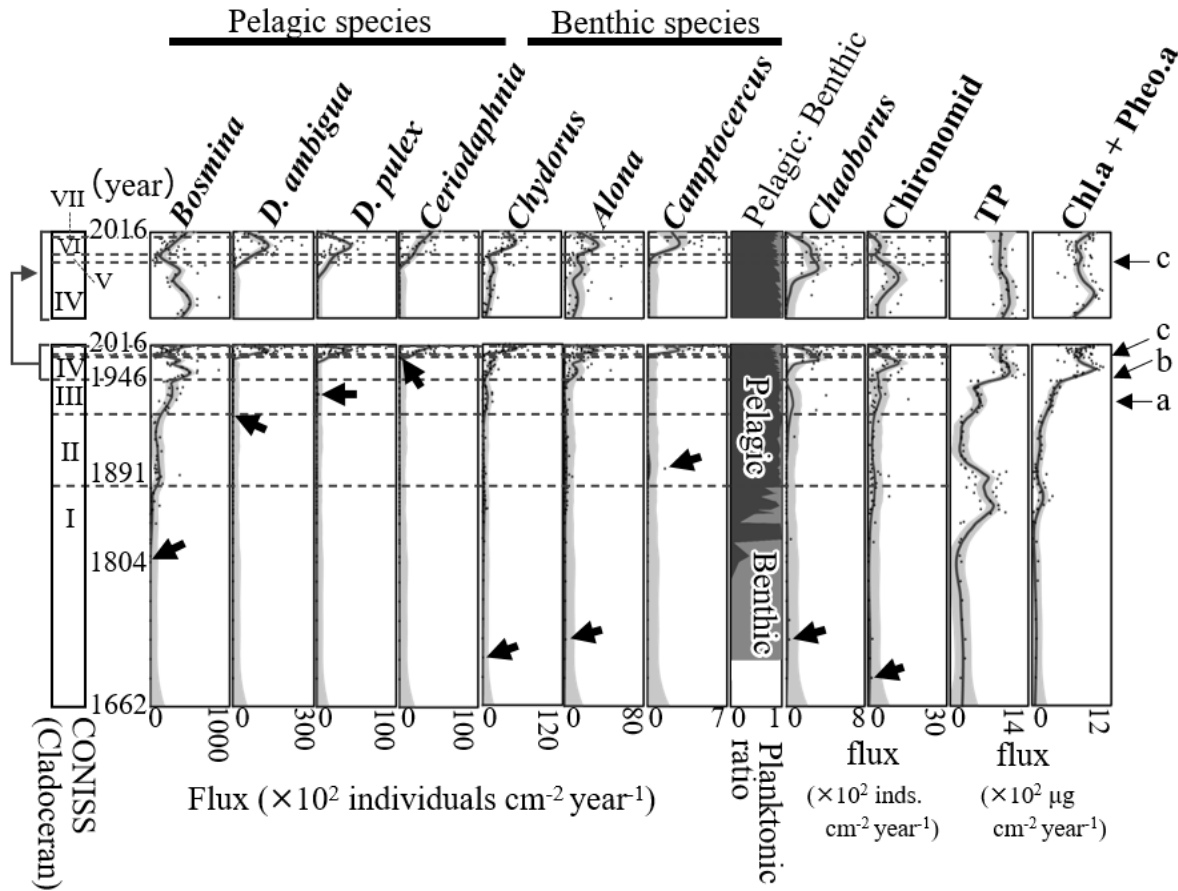 Pelagic species
Benthic species
Bosmina
D. ambigua
D. pulex
Ceriodaphnia
Chydorus
Alona
Camptocercus
Pelagic: Benthic
Chaoborus
Chironomid
TP
Chl.a + Pheo.a
VII
(year)
2016
VI
V
IV
c
2016
IV
1946
III
II
1891
I
1804
1662
Pelagic
Benthic
c
b
a
0 1000
0 300
0 100
0 100
0 120
0 80
0 7
0 1
0 8
0 30
0 14
0 12
CONISS
(Cladoceran)
Flux (×10² individuals cm⁻² year⁻¹)
Planktonic
ratio
flux
(×10² inds.
cm⁻² year⁻¹)
flux
(×10² μg
cm⁻² year⁻¹)